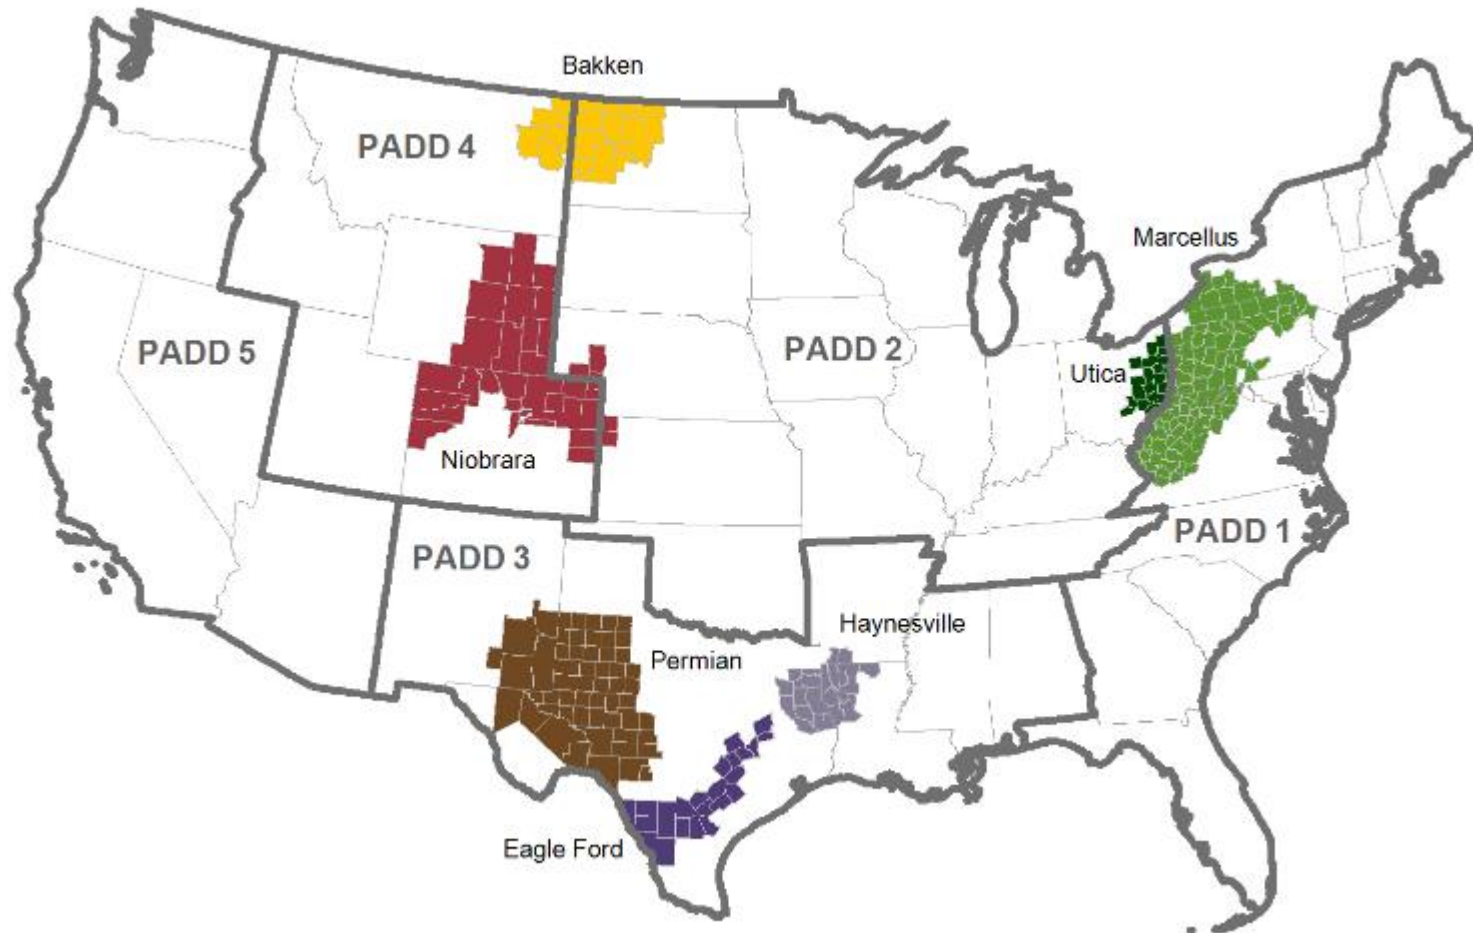 Bakken
PADD 4
Marcellus
PADD 5
PADD 2
Utica
Niobrara
PADD 1
PADD 3
Haynesville
Permian
Eagle Ford